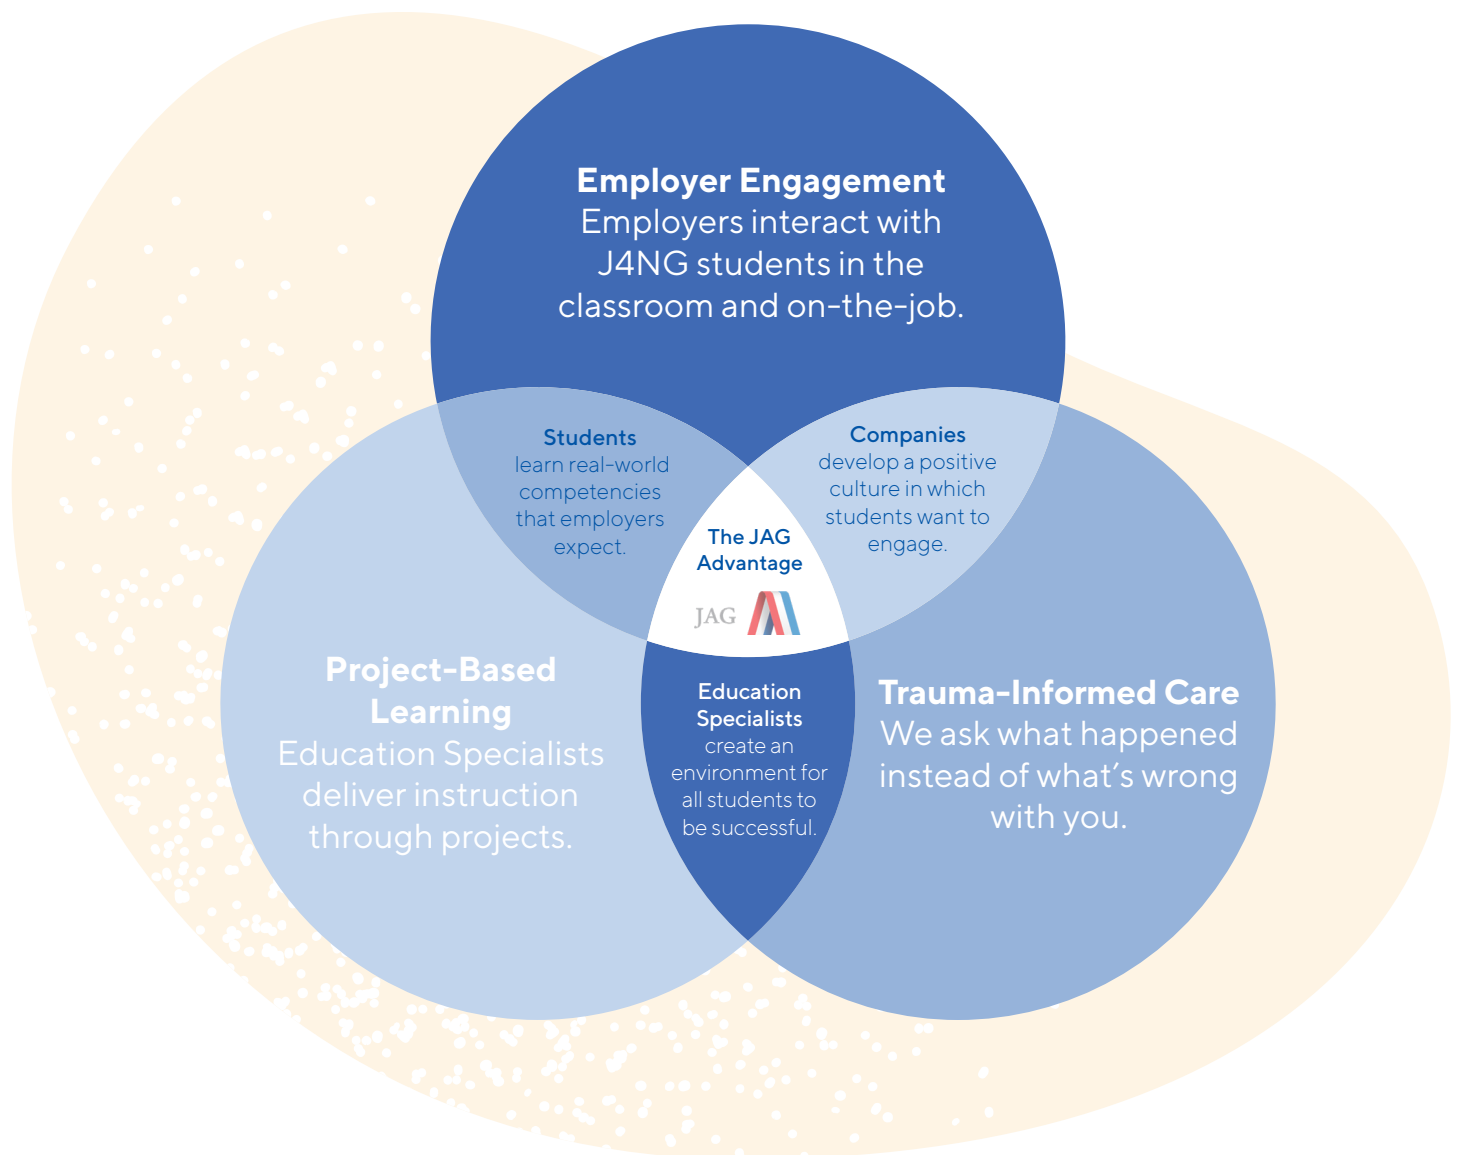 Employer Engagement
Employers interact with
J4NG students in the
classroom and on-the-job.
Students
learn real-world
competencies
that employers
expect.
Companies
develop a positive
culture in which
students want to
engage.
The JAG
Advantage
JAG
Project-Based
Learning
Education Specialists
deliver instruction
through projects.
Education
Specialists
create an
environment for
all students to
be successful.
Trauma-Informed Care
We ask what happened
instead of what’s wrong
with you.